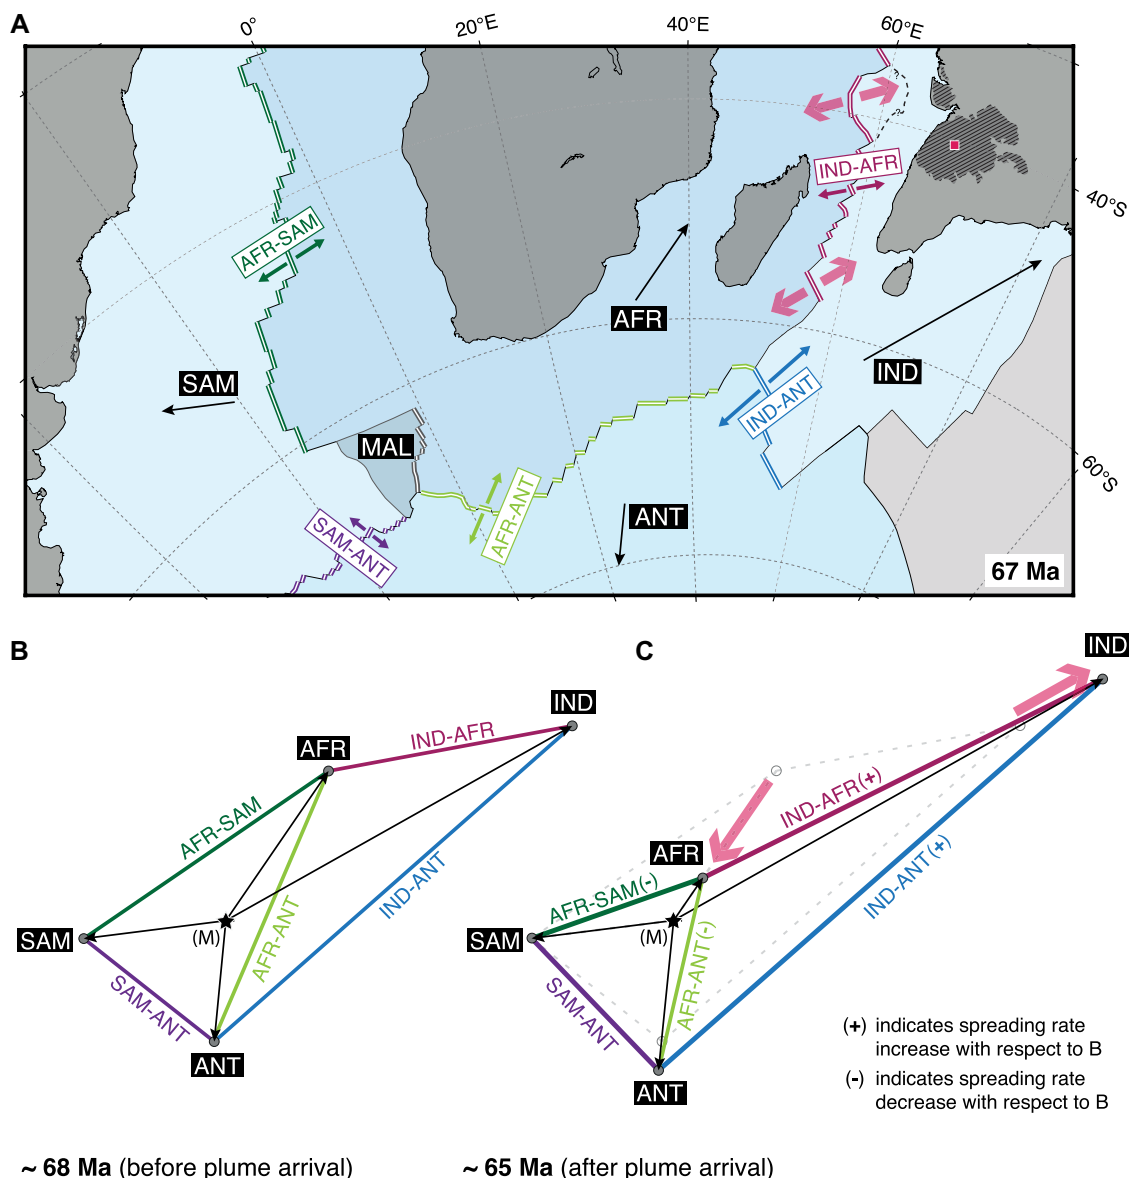 A
0°
20°E
40°E
60°E
40°S
60°S
IND-AFR
AFR-SAM
AFR
SAM
IND
IND-ANT
MAL
AFR-ANT
ANT
SAM-ANT
67 Ma
B
C
IND
IND
AFR
IND-AFR
AFR-SAM
IND-ANT
AFR-ANT
SAM
(M)
SAM-ANT
ANT
IND-AFR(+)
AFR
AFR-SAM(-)
IND-ANT(+)
SAM
(M)
AFR-ANT(-)
SAM-ANT
ANT
(+) indicates spreading rate
increase with respect to B
(-) indicates spreading rate
decrease with respect to B
~ 68 Ma (before plume arrival)
~ 65 Ma (after plume arrival)